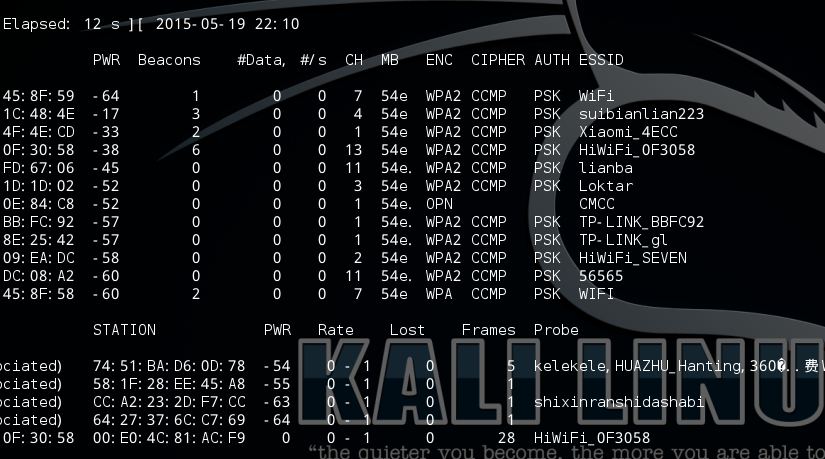 Elapsed: 12 s ][ 2015-05-19 22:10
PWR Beacons #Data, #/s CH MB ENC CIPHER AUTH ESSID
45:8F:59 -64 1 0 0 7 54e WPA2 CCMP PSK WiFi
1C:48:4E -17 3 0 0 4 54e WPA2 CCMP PSK suibianlian223
4F:4E:CD -33 2 0 0 1 54e WPA2 CCMP PSK Xiaomi_4ECC
0F:30:58 -38 6 0 0 13 54e WPA2 CCMP PSK HiWiFi_0F3058
FD:67:06 -45 0 0 0 11 54e. WPA2 CCMP PSK lianba
1D:1D:02 -52 0 0 0 3 54e WPA2 CCMP PSK Loktar
0E:84:C8 -52 0 0 0 1 54e. OPN CMCC
BB:FC:92 -57 0 0 0 1 54e. WPA2 CCMP PSK TP-LINK_BBFC92
8E:25:42 -57 0 0 0 1 54e. WPA2 CCMP PSK TP-LINK_gl
09:EA:DC -58 0 0 0 2 54e WPA2 CCMP PSK HiWiFi_SEVEN
DC:08:A2 -60 0 0 0 11 54e. WPA2 CCMP PSK 56565
45:8F:58 -60 2 0 0 7 54e WPA CCMP PSK WIFI
STATION PWR Rate Lost Frames Probe
ociated) 74:51:BA:D6:0D:78 -54 0 - 1 0 5 kelekele,HUAZHU_Hanting,360�..费W
ociated) 58:1F:28:EE:45:A8 -55 0 - 1 0 1
ociated) CC:A2:23:2D:F7:CC -63 0 - 1 0 1 shixinranshidashabi
ociated) 64:27:37:6C:C7:69 -64 0 - 1 0 1
0F:30:58 00:E0:4C:81:AC:F9 0 0 - 1 0 28 HiWiFi_0F3058
KALI LINU
"the quieter you become, the more you are able to